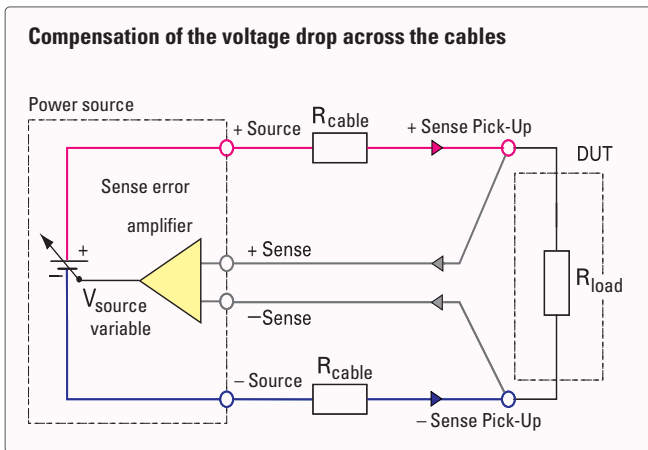 Compensation of the voltage drop across the cables
Power source
+ Source
Rcable
+ Sense Pick-Up
DUT
Sense error
amplifier
+ Sense
+
−
Vsource
variable
−Sense
Rload
− Source
Rcable
− Sense Pick-Up